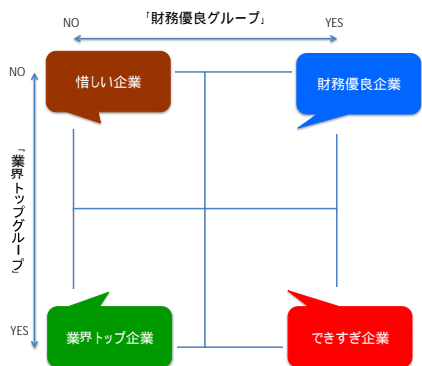 「財務優良グループ」
NO
YES
NO
惜しい企業
財務優良企業
「業界トップグループ」
YES
業界トップ企業
できすぎ企業